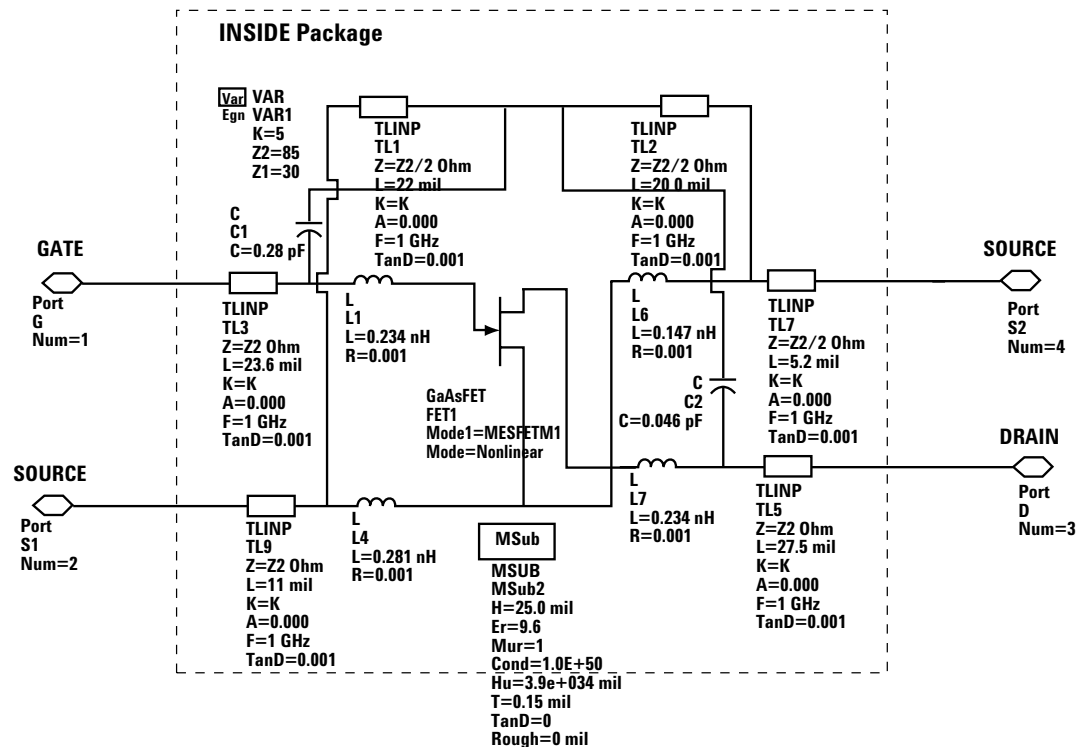 INSIDE Package
Var VAR
Egn VAR1
K=5
Z2=85
Z1=30
TLINP
TL1
Z=Z2/2 Ohm
L=22 mil
K=K
A=0.000
F=1 GHz
TanD=0.001
TLINP
TL2
Z=Z2/2 Ohm
L=20 0 mil
K=K
A=0.000
F=1 GHz
TanD=0.001
C
C1
C=0.28 pF
GATE
Port
G
Num=1
TLINP
TL3
Z=Z2 Ohm
L=23.6 mil
K=K
A=0.000
F=1 GHz
TanD=0.001
L
L1
L=0.234 nH
R=0.001
GaAsFET
FET1
Mode1=MESFETM1
Mode=Nonlinear
L
L6
L=0.147 nH
R=0.001
C
C2
C=0.046 pF
TLINP
TL7
Z=Z2/2 Ohm
L=5.2 mil
K=K
A=0.000
F=1 GHz
TanD=0.001
SOURCE
Port
S2
Num=4
SOURCE
Port
S1
Num=2
TLINP
TL9
Z=Z2 Ohm
L=11 mil
K=K
A=0.000
F=1 GHz
TanD=0.001
L
L4
L=0.281 nH
R=0.001
MSub
MSUB
MSub2
H=25.0 mil
Er=9.6
Mur=1
Cond=1.0E+50
Hu=3.9e+034 mil
T=0.15 mil
TanD=0
Rough=0 mil
L
L7
L=0.234 nH
R=0.001
TLINP
TL5
Z=Z2 Ohm
L=27.5 mil
K=K
A=0.000
F=1 GHz
TanD=0.001
DRAIN
Port
D
Num=3